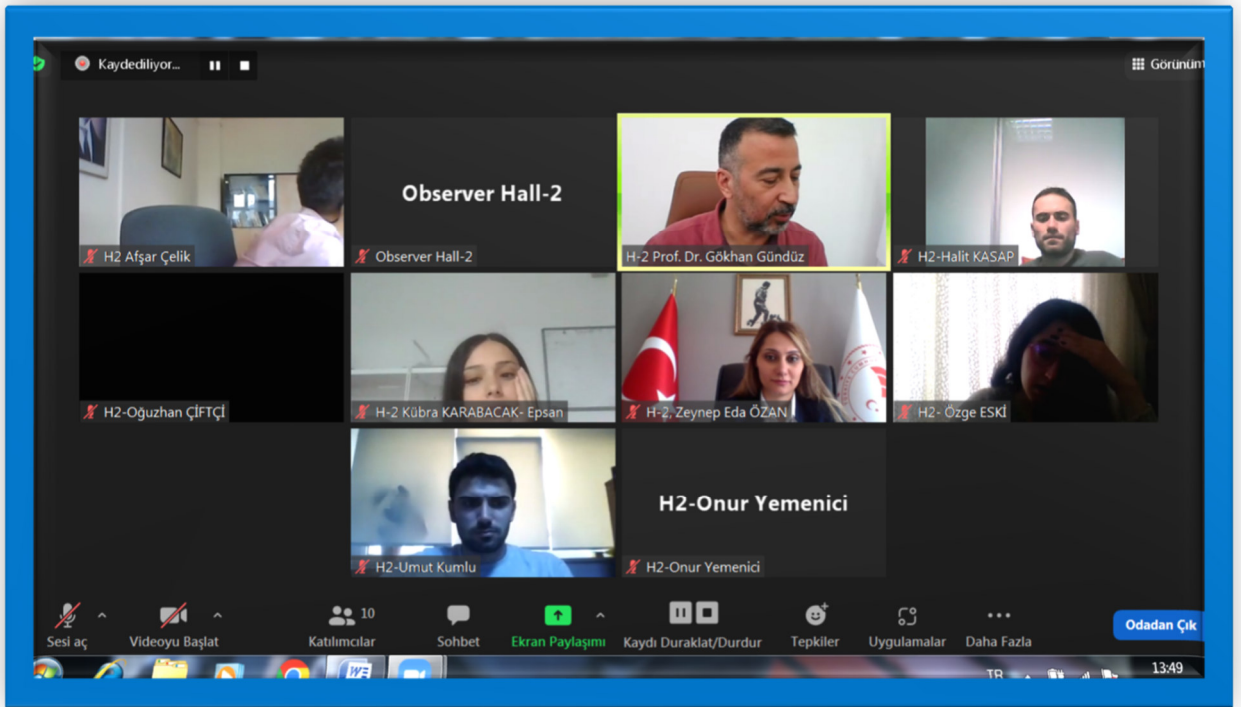 Kaydediliyor...
Görünüm
H2 Afşar Çelik
Observer Hall-2
Observer Hall-2
H-2 Prof. Dr. Gökhan Gündüz
H2-Halit KASAP
H2-Oğuzhan ÇİFTÇİ
H-2 Kübra KARABACAK- Epsan
H-2, Zeynep Eda ÖZAN
H2- Özge ESKİ
H2-Umut Kumlu
H2-Onur Yemenici
H2-Onur Yemenici
Sesi aç
Videoyu Başlat
10
Katılımcılar
Sohbet
Ekran Paylaşımı
Kaydı Duraklat/Durdur
Tepkiler
Uygulamalar
Daha Fazla
Odadan Çık
TR
13:49